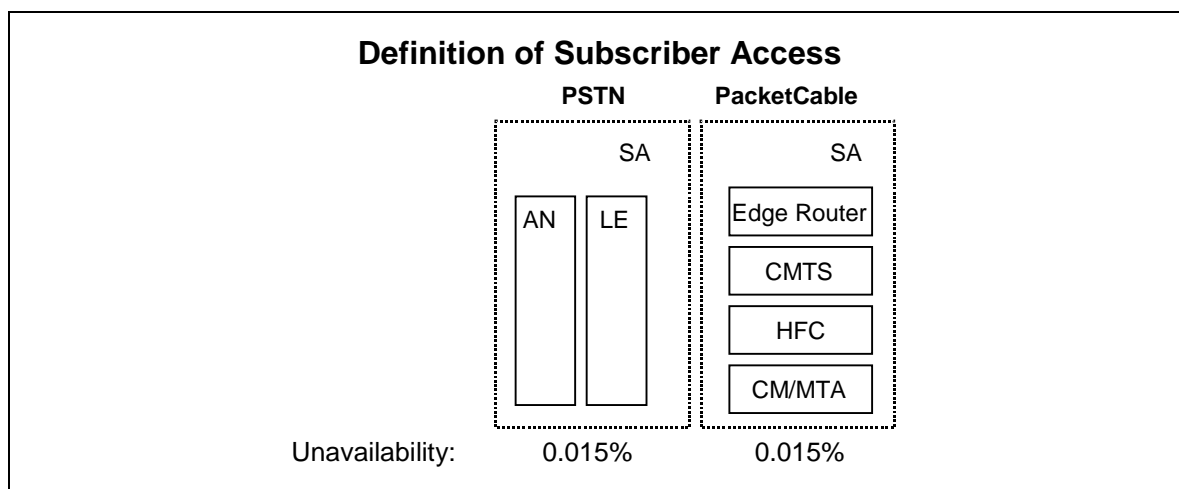 Definition of Subscriber Access
PSTN PacketCable
SA SA
AN LE Edge Router
CMTS
HFC
CM/MTA
Unavailability: 0.015% 0.015%